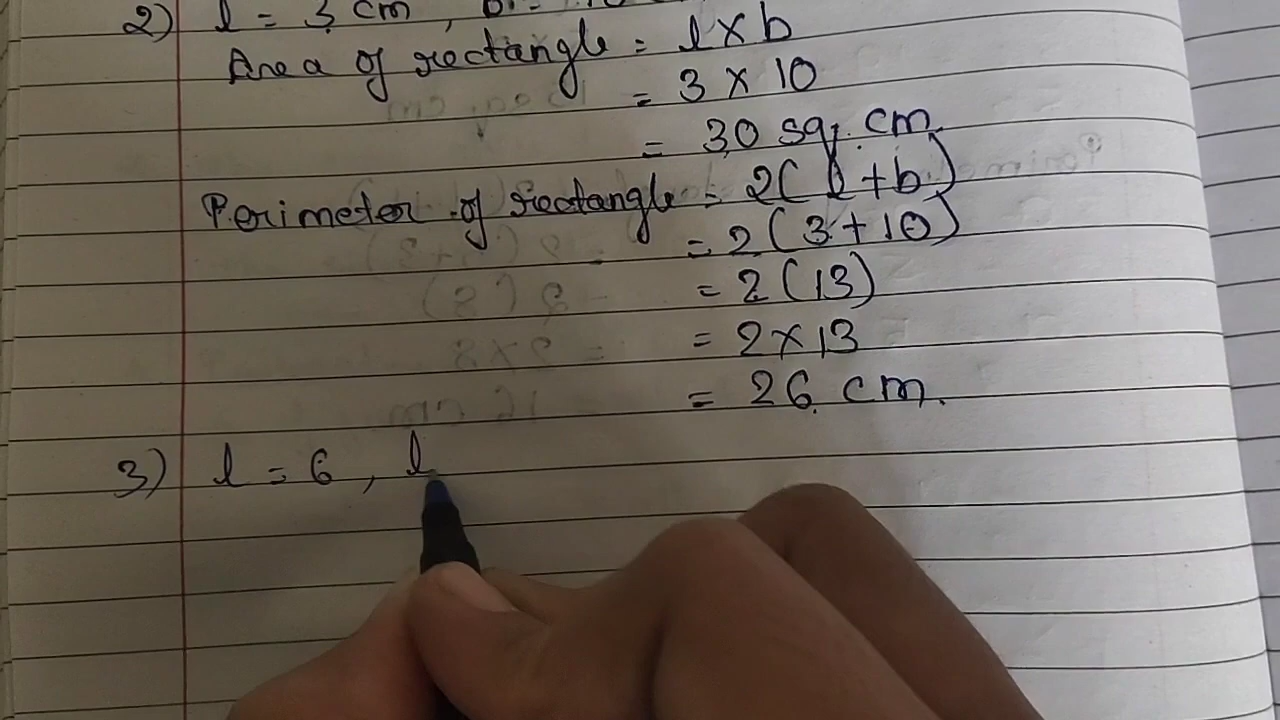 2) l = 3 cm, b = 10
Area of rectangle = l × b
= 3 × 10
= 30 sq. cm.
Perimeter of rectangle = 2(l + b)
= 2(3 + 10)
= 2(13)
= 2 × 13
= 26 cm.
3) l = 6, l